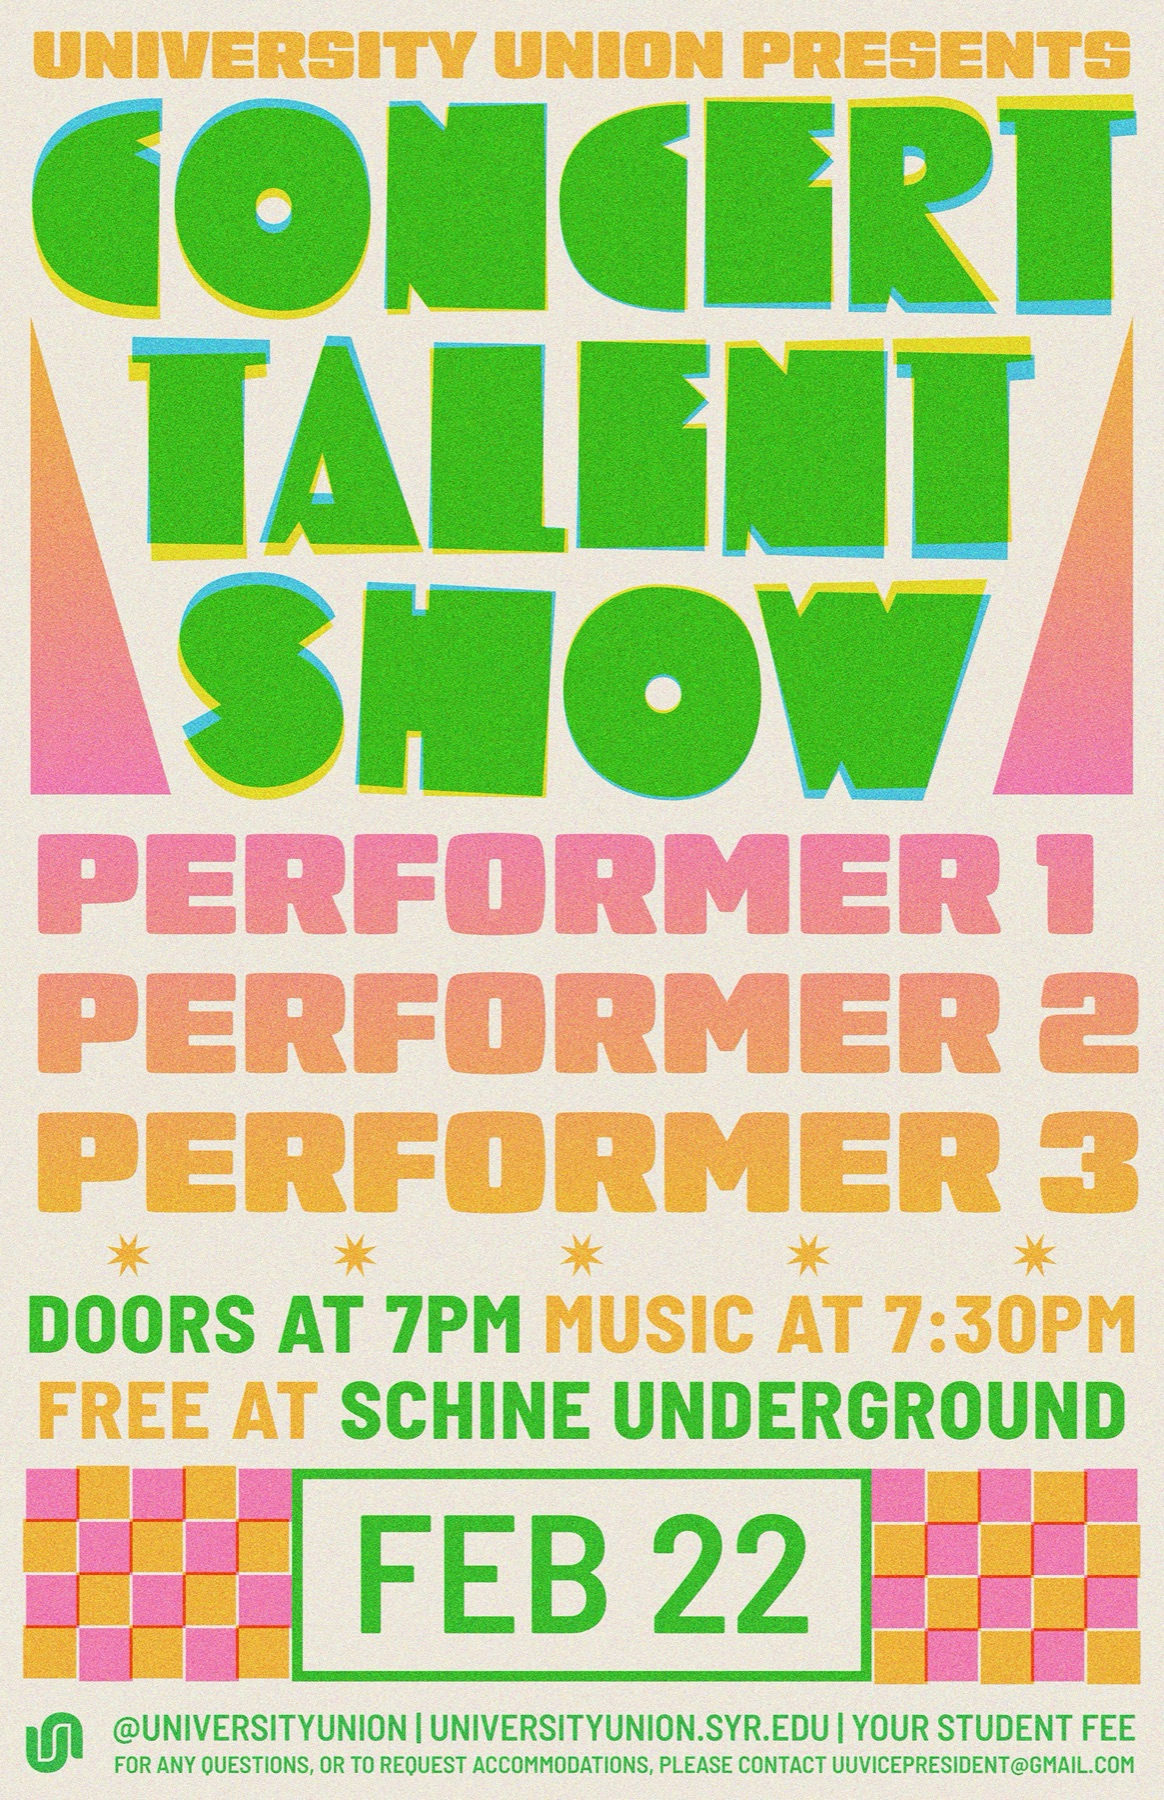 UNIVERSITY UNION PRESENTS
CONCERT
TALENT
SHOW
PERFORMER 1
PERFORMER 2
PERFORMER 3
DOORS AT 7PM MUSIC AT 7:30PM
FREE AT SCHINE UNDERGROUND
FEB 22
@UNIVERSITYUNION | UNIVERSITYUNION.SYR.EDU | YOUR STUDENT FEE
FOR ANY QUESTIONS, OR TO REQUEST ACCOMMODATIONS, PLEASE CONTACT UUVICEPRESIDENT@GMAIL.COM